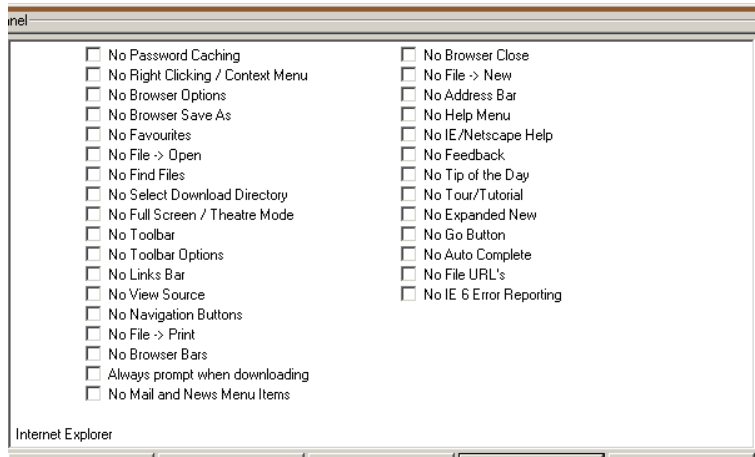 nnel
No Password Caching
No Right Clicking / Context Menu
No Browser Options
No Browser Save As
No Favourites
No File -> Open
No Find Files
No Select Download Directory
No Full Screen / Theatre Mode
No Toolbar
No Toolbar Options
No Links Bar
No View Source
No Navigation Buttons
No File -> Print
No Browser Bars
Always prompt when downloading
No Mail and News Menu Items
No Browser Close
No File -> New
No Address Bar
No Help Menu
No IE/Netscape Help
No Feedback
No Tip of the Day
No Tour/Tutorial
No Expanded New
No Go Button
No Auto Complete
No File URL's
No IE 6 Error Reporting
Internet Explorer